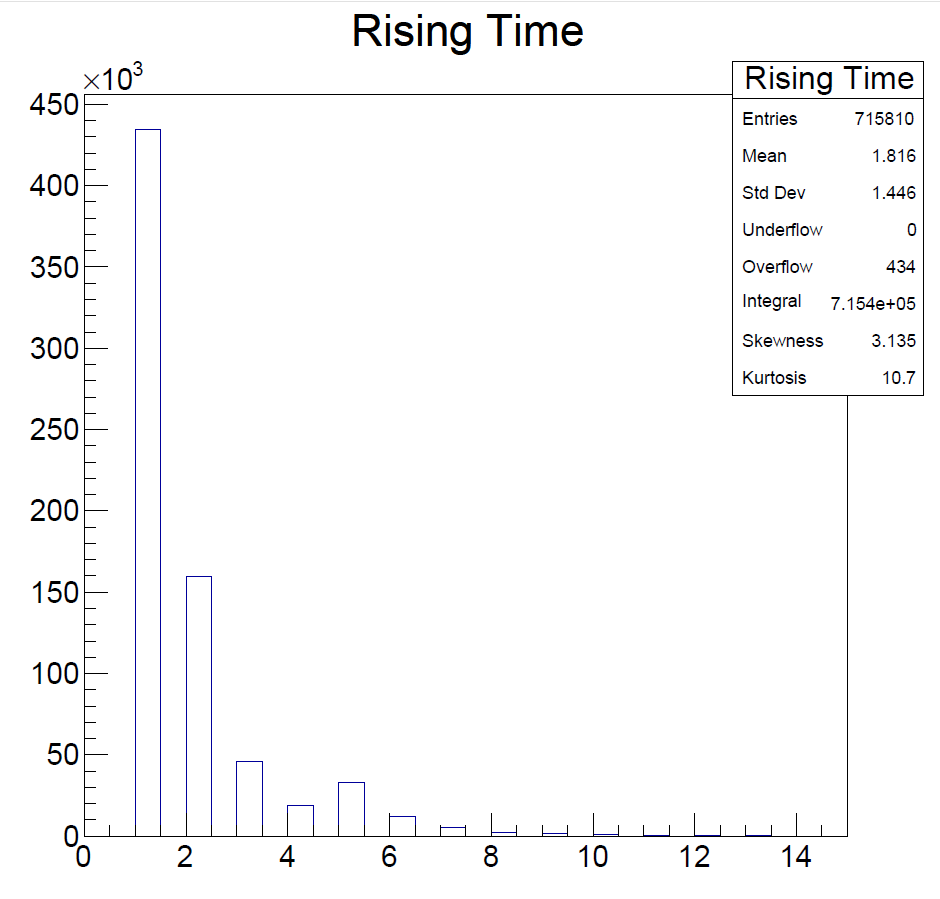 Rising Time
×10³
Rising Time
Entries 715810
Mean 1.816
Std Dev 1.446
Underflow 0
Overflow 434
Integral 7.154e+05
Skewness 3.135
Kurtosis 10.7
450
400
350
300
250
200
150
100
50
0
0 2 4 6 8 10 12 14